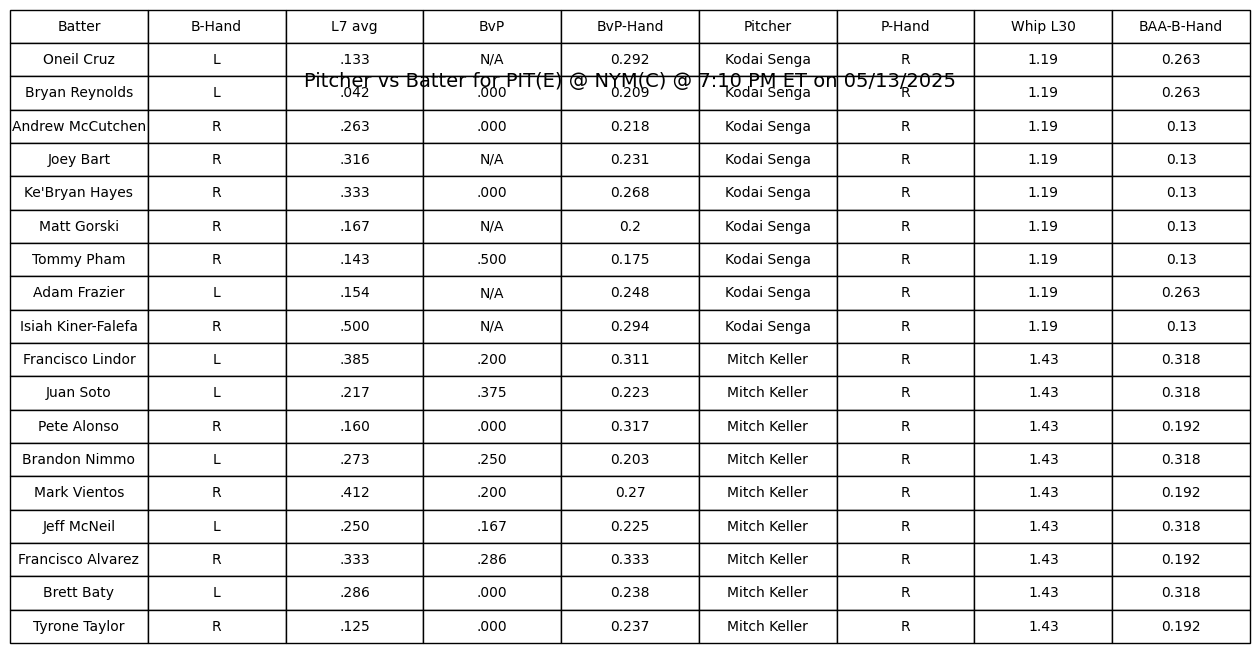 Batter B-Hand L7 avg BvP BvP-Hand Pitcher P-Hand Whip L30 BAA-B-Hand
Oneil Cruz L .133 N/A 0.292 Kodai Senga R 1.19 0.263
Pitcher vs Batter for PIT(E) @ NYM(C) @ 7:10 PM ET on 05/13/2025
Bryan Reynolds L .042 .000 0.209 Kodai Senga R 1.19 0.263
Andrew McCutchen R .263 .000 0.218 Kodai Senga R 1.19 0.13
Joey Bart R .316 N/A 0.231 Kodai Senga R 1.19 0.13
Ke'Bryan Hayes R .333 .000 0.268 Kodai Senga R 1.19 0.13
Matt Gorski R .167 N/A 0.2 Kodai Senga R 1.19 0.13
Tommy Pham R .143 .500 0.175 Kodai Senga R 1.19 0.13
Adam Frazier L .154 N/A 0.248 Kodai Senga R 1.19 0.263
Isiah Kiner-Falefa R .500 N/A 0.294 Kodai Senga R 1.19 0.13
Francisco Lindor L .385 .200 0.311 Mitch Keller R 1.43 0.318
Juan Soto L .217 .375 0.223 Mitch Keller R 1.43 0.318
Pete Alonso R .160 .000 0.317 Mitch Keller R 1.43 0.192
Brandon Nimmo L .273 .250 0.203 Mitch Keller R 1.43 0.318
Mark Vientos R .412 .200 0.27 Mitch Keller R 1.43 0.192
Jeff McNeil L .250 .167 0.225 Mitch Keller R 1.43 0.318
Francisco Alvarez R .333 .286 0.333 Mitch Keller R 1.43 0.192
Brett Baty L .286 .000 0.238 Mitch Keller R 1.43 0.318
Tyrone Taylor R .125 .000 0.237 Mitch Keller R 1.43 0.192